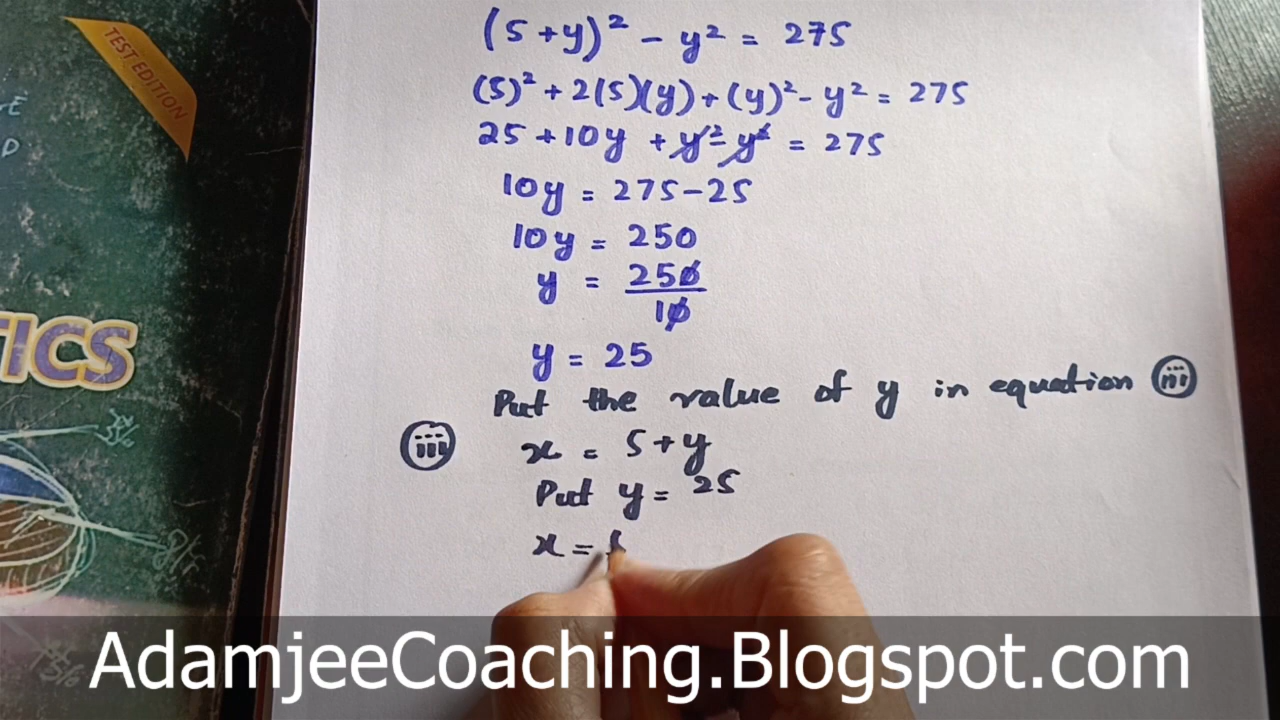 TEST EDITION
TICS
(5+y)² - y² = 275
(5)² + 2(5)(y) + (y)² - y² = 275
25 + 10y + y² - y² = 275
10y = 275 - 25
10y = 250
y = 250/10
y = 25
Put the value of y in equation (iii)
(iii) x = 5 + y
Put y = 25
x =
AdamjeeCoaching.Blogspot.com